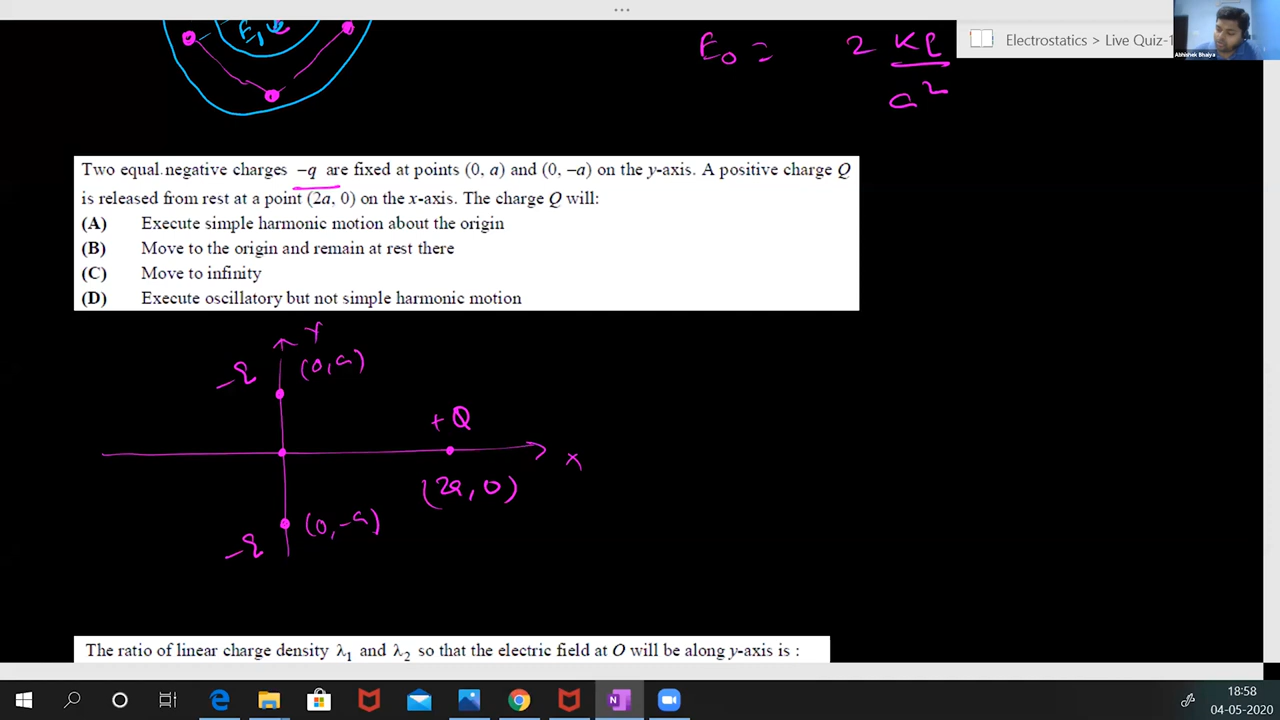 E₀ = 2 KP
a²
Electrostatics > Live Quiz-1
Abhishek Bhaiya
Two equal negative charges –q are fixed at points (0, a) and (0, –a) on the y-axis. A positive charge Q
is released from rest at a point (2a, 0) on the x-axis. The charge Q will:
(A) Execute simple harmonic motion about the origin
(B) Move to the origin and remain at rest there
(C) Move to infinity
(D) Execute oscillatory but not simple harmonic motion
Y
-q (0, a)
+Q
x
(2a, 0)
(0, -a)
-q
The ratio of linear charge density λ₁ and λ₂ so that the electric field at O will be along y-axis is :
18:58
04-05-2020